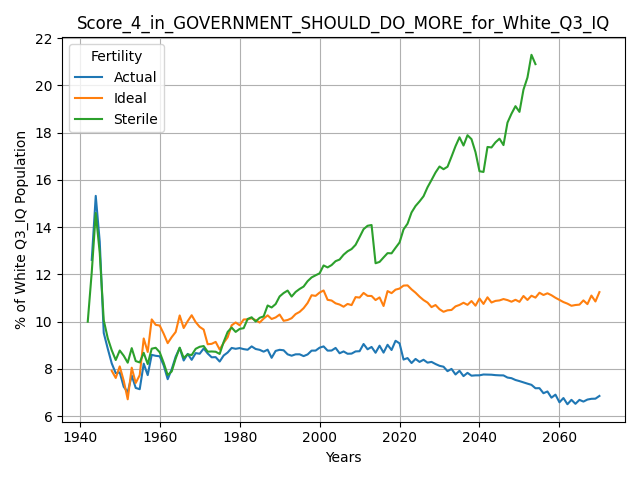 Score_4_in_GOVERNMENT_SHOULD_DO_MORE_for_White_Q3_IQ
% of White Q3_IQ Population
22
20
18
16
14
12
10
8
6
Fertility
Actual
Ideal
Sterile
1940 1960 1980 2000 2020 2040 2060
Years